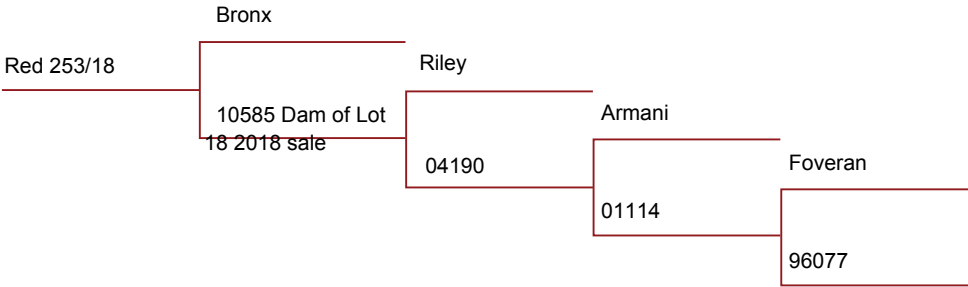 Bronx
Red 253/18
Riley
10585 Dam of Lot
18 2018 sale
Armani
04190
Foveran
01114
96077